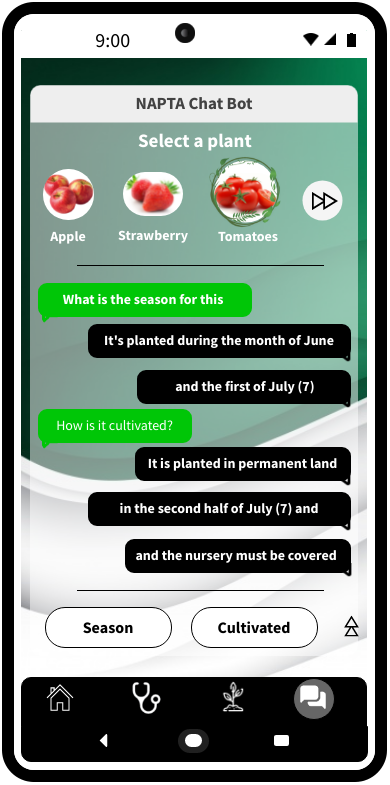 9:00
NAPTA Chat Bot
Select a plant
Apple
Strawberry
Tomatoes
What is the season for this
It's planted during the month of June
and the first of July (7)
How is it cultivated?
It is planted in permanent land
in the second half of July (7) and
and the nursery must be covered
Season
Cultivated